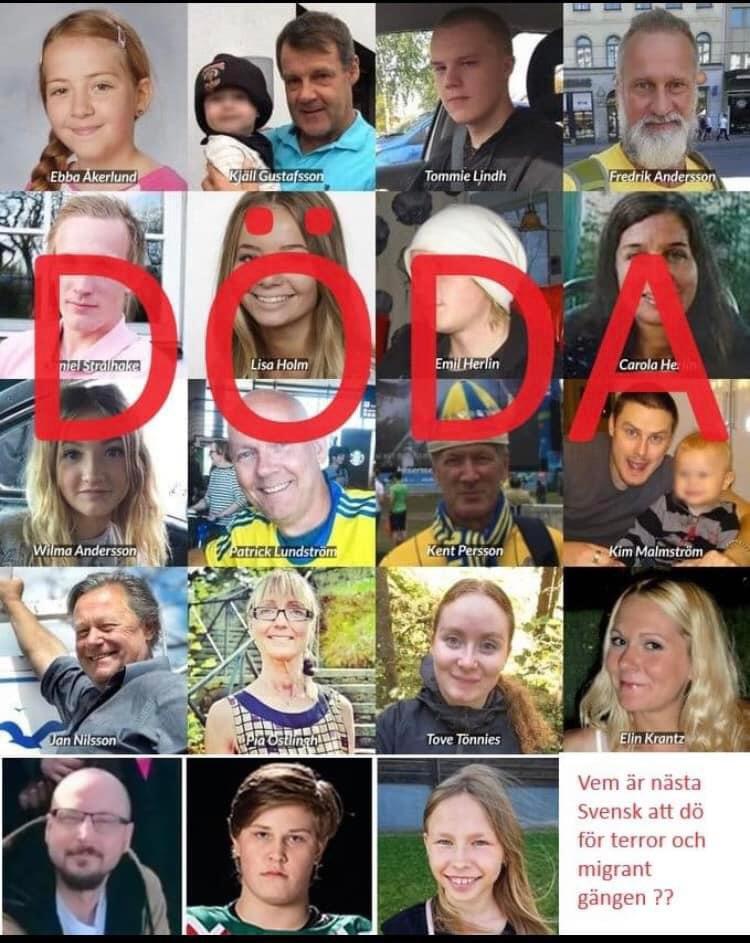 Ebba Åkerlund
Kjäll Gustafsson
Tommie Lindh
Fredrik Andersson
DÖDA
Strålhake
Lisa Holm
Emil Herlin
Carola
Wilma Andersson
Patrick Lundström
Kent Persson
Kim Malmström
Jan Nilsson
Pia Östlingh
Tove Tönnies
Elin Krantz
Vem är nästa
Svensk att dö
för terror och
migrant
gängen ??